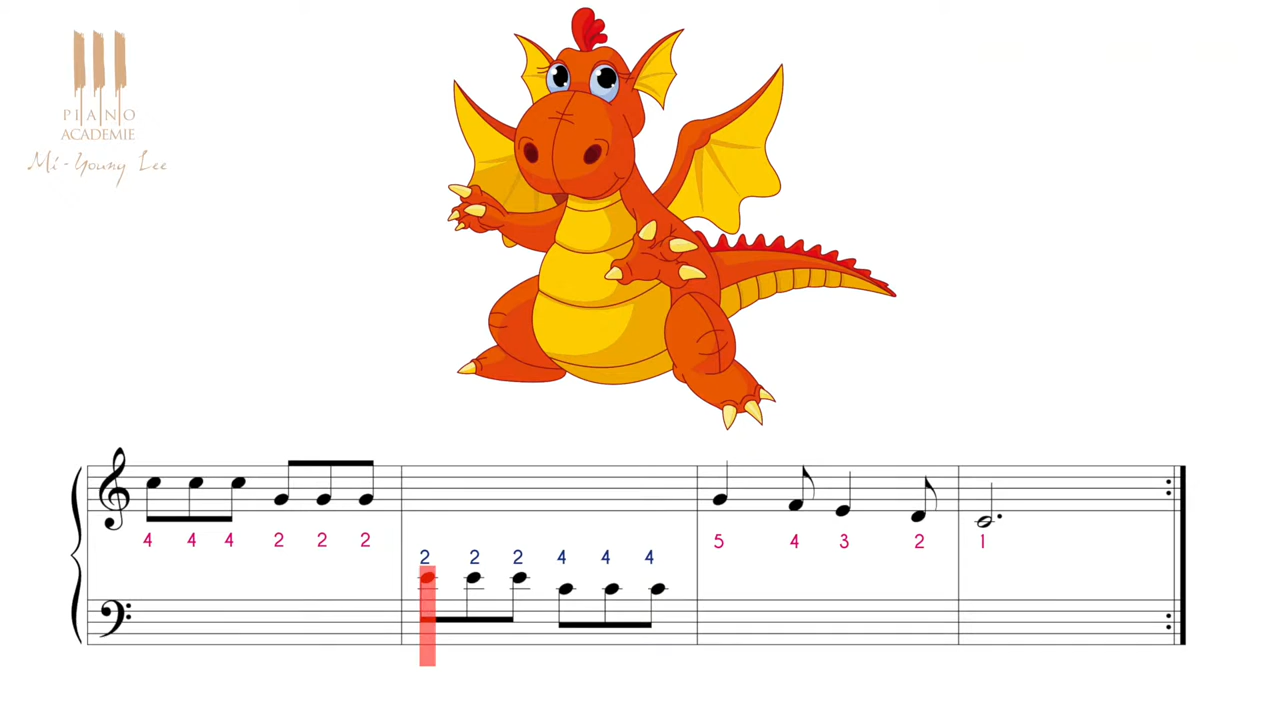 PIANO
ACADEMIE
Mi-Young Lee
4 4 4 2 2 2
5 4 3 2 1
2 2 2 4 4 4